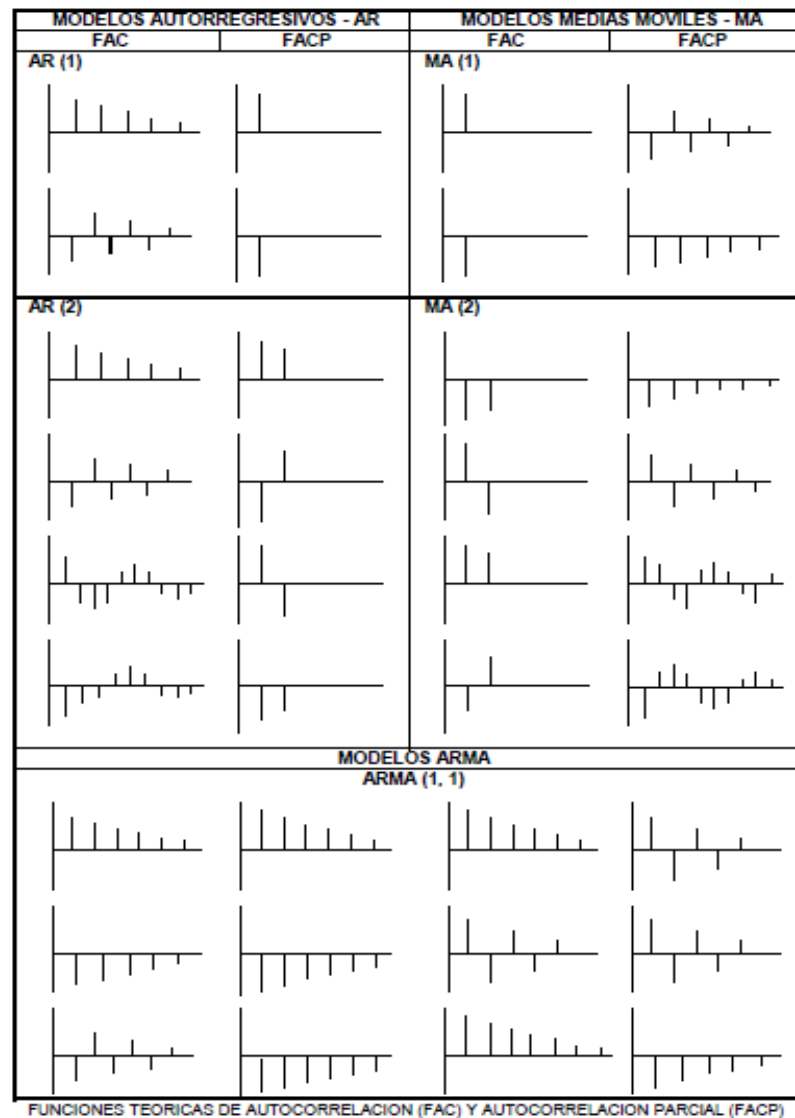 MODELOS AUTORREGRESIVOS - AR MODELOS MEDIAS MOVILES - MA
FAC FACP FAC FACP
AR (1) MA (1)
AR (2) MA (2)
MODELOS ARMA
ARMA (1, 1)
FUNCIONES TEORICAS DE AUTOCORRELACION (FAC) Y AUTOCORRELACION PARCIAL (FACP)